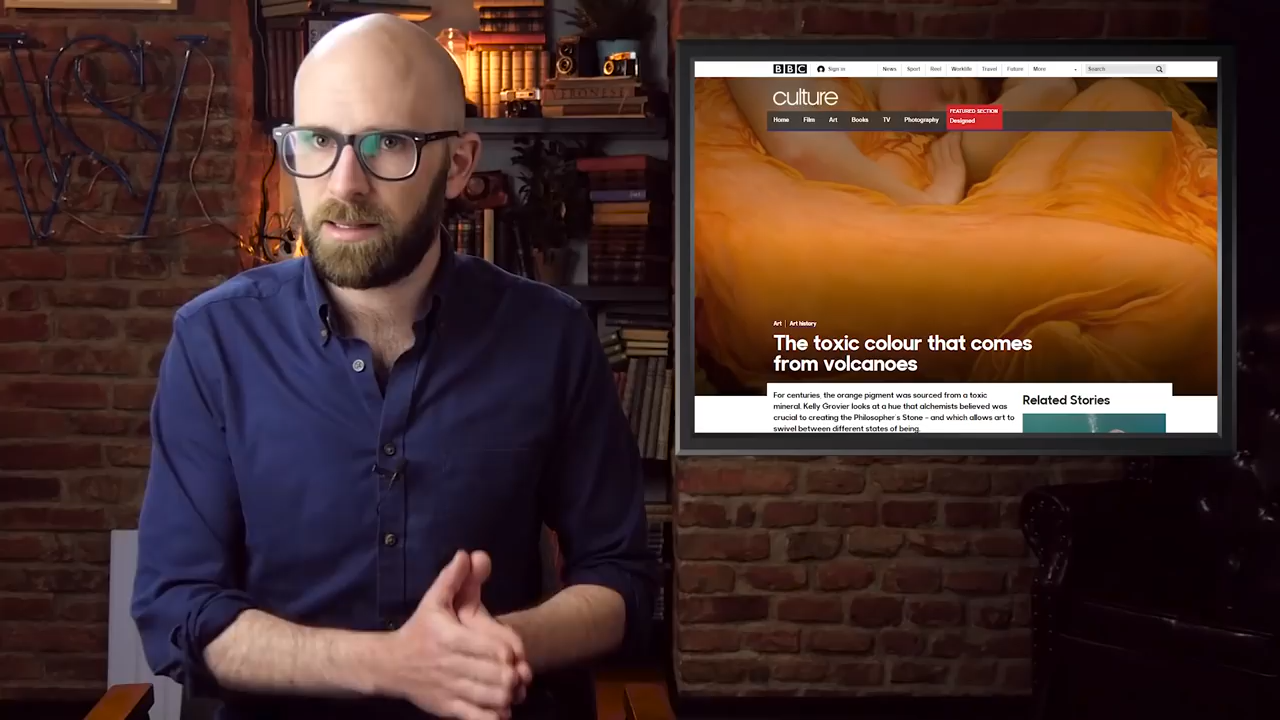 BBC Sign in News Sport Reel Worklife Travel Future More Search
culture
Home Film Art Books TV Photography FEATURED SECTION Designed
Art | Art history
The toxic colour that comes
from volcanoes
For centuries, the orange pigment was sourced from a toxic
mineral. Kelly Grovier looks at a hue that alchemists believed was
crucial to creating the Philosopher's Stone – and which allows art to
swivel between different states of being.
Related Stories